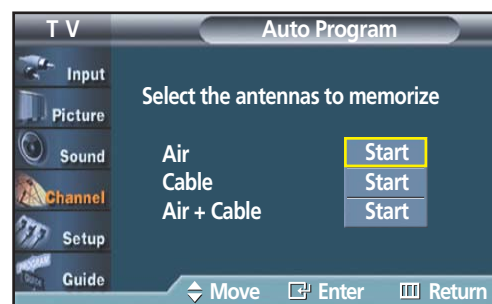 T V
Auto Program
Input
Picture
Sound
Channel
Setup
Guide
Select the antennas to memorize
Air Start
Cable Start
Air + Cable Start
Move Enter Return